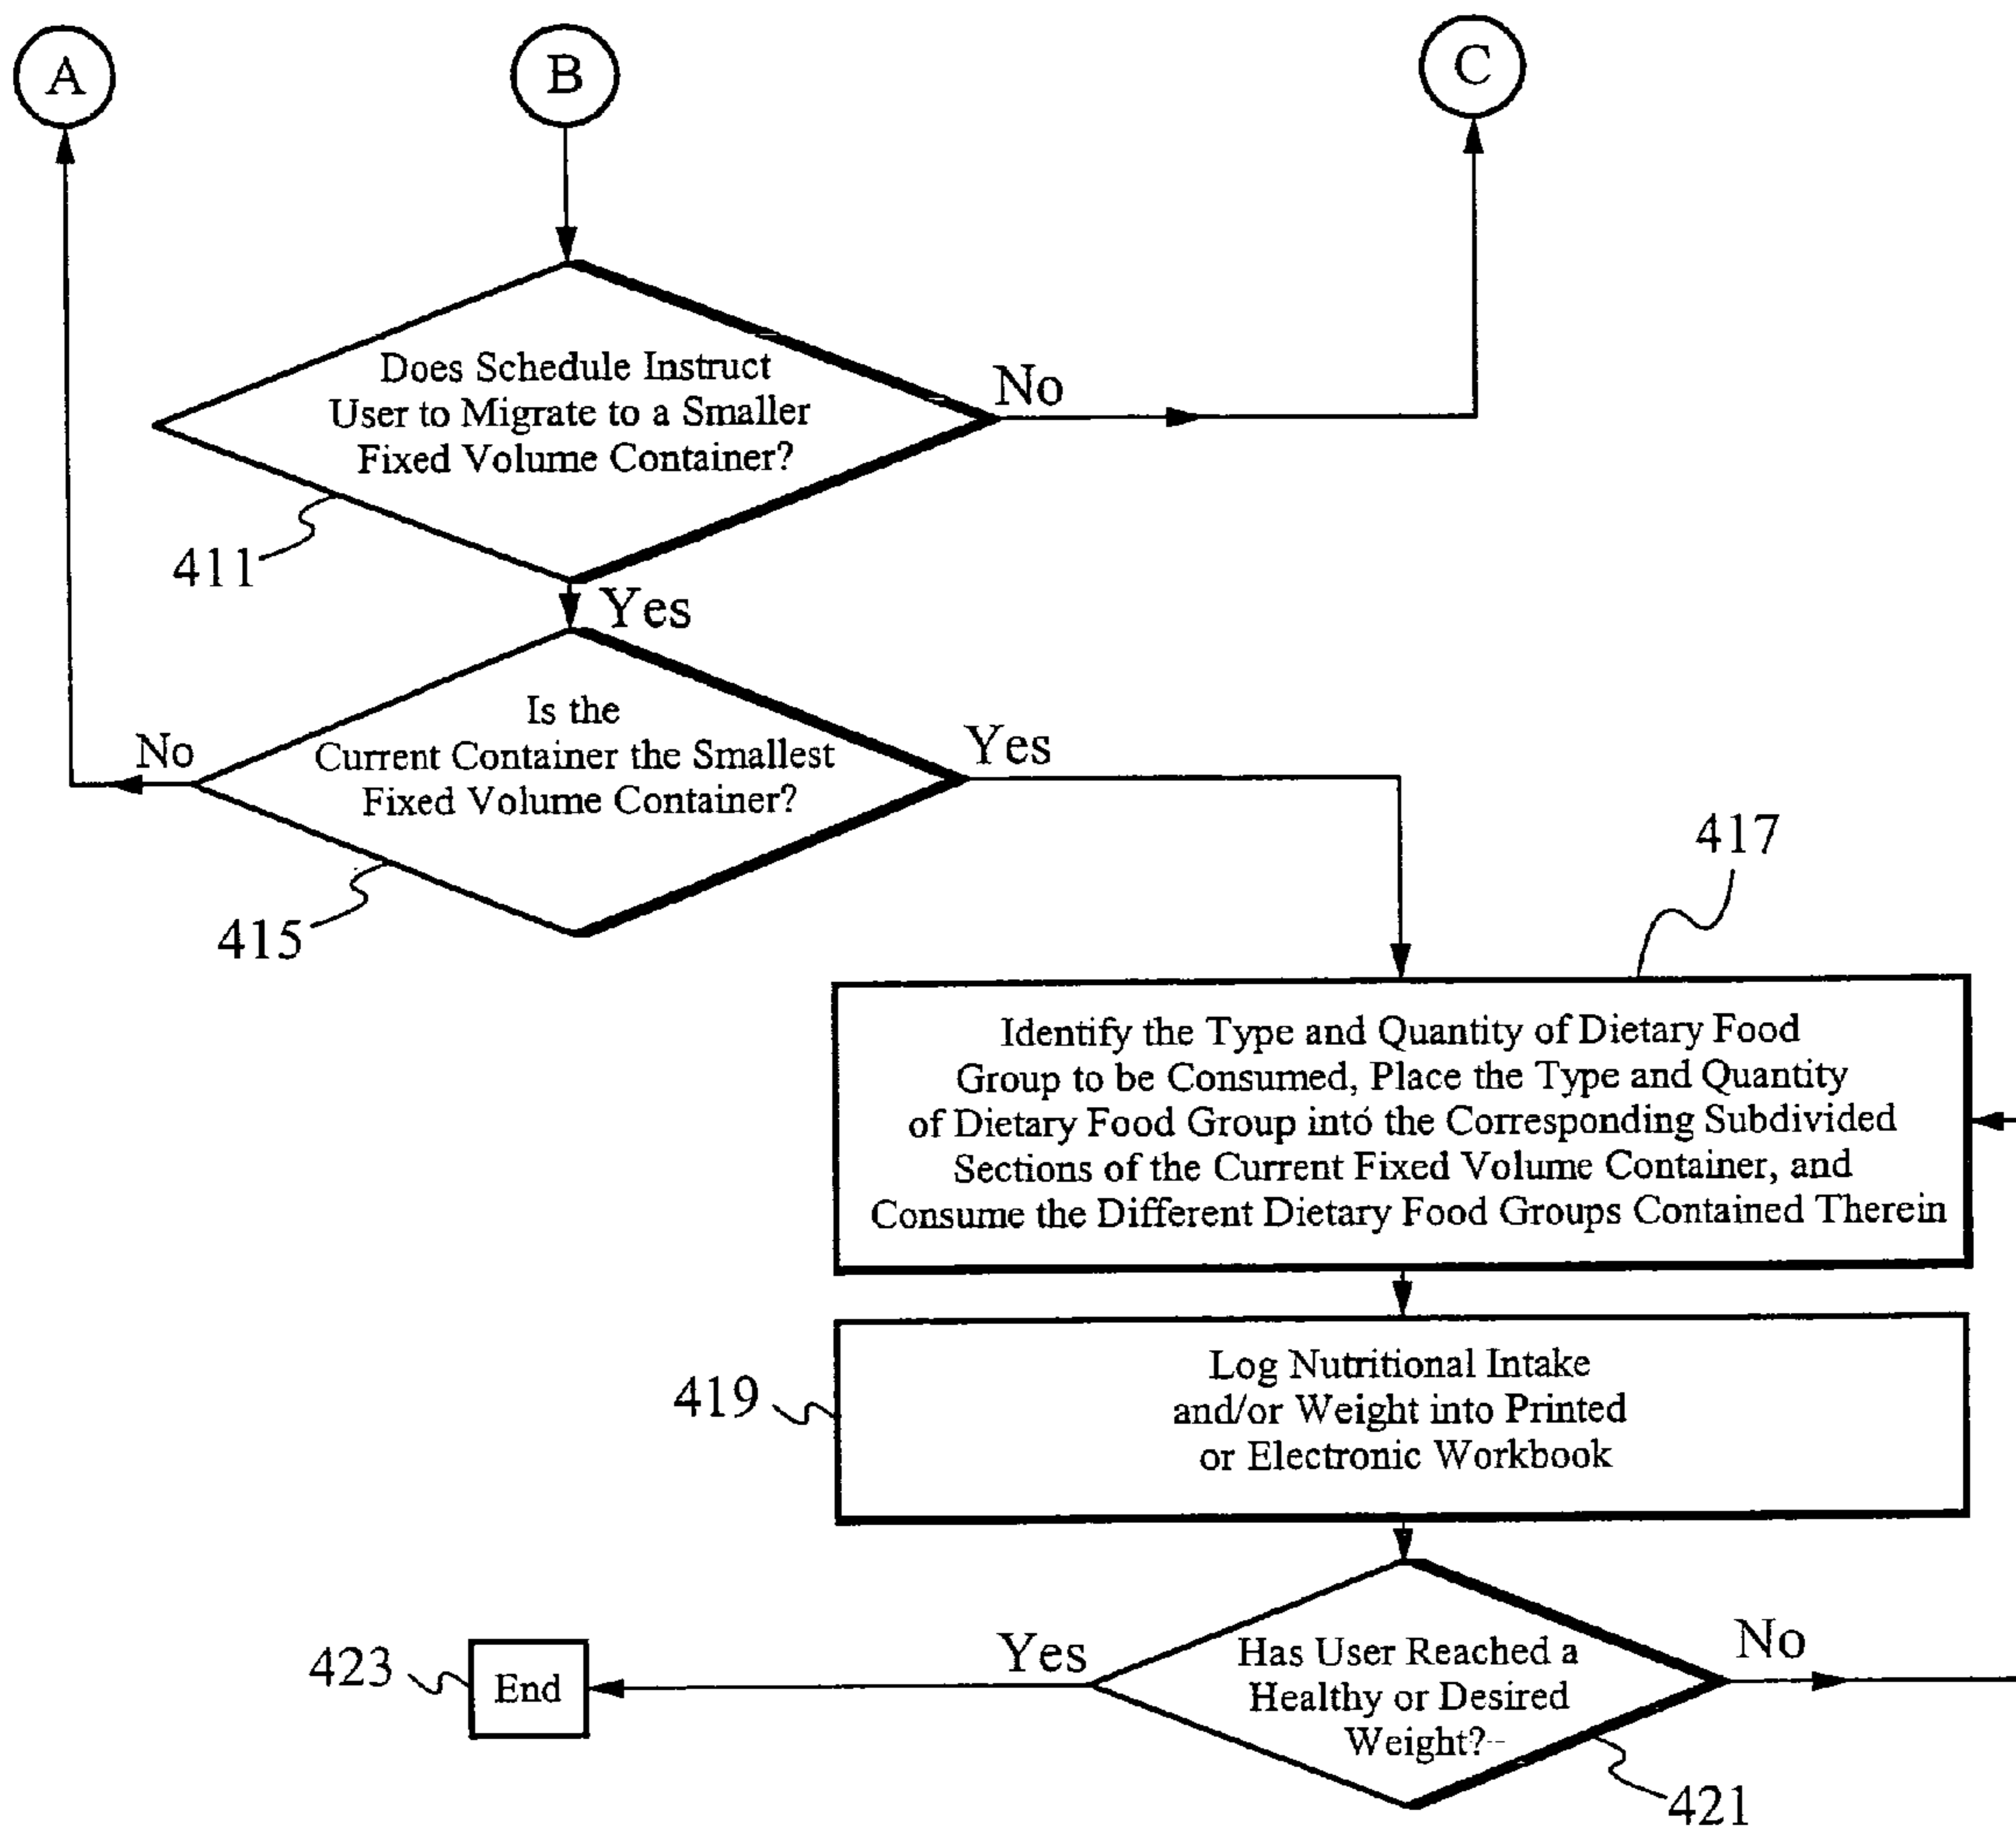 A
B
C
Does Schedule Instruct
User to Migrate to a Smaller
Fixed Volume Container?
No
411
Yes
Is the
Current Container the Smallest
Fixed Volume Container?
No
Yes
415
417
Identify the Type and Quantity of Dietary Food
Group to be Consumed, Place the Type and Quantity
of Dietary Food Group into the Corresponding Subdivided
Sections of the Current Fixed Volume Container, and
Consume the Different Dietary Food Groups Contained Therein
419
Log Nutritional Intake
and/or Weight into Printed
or Electronic Workbook
423
End
Yes
Has User Reached a
Healthy or Desired
Weight?
No
421